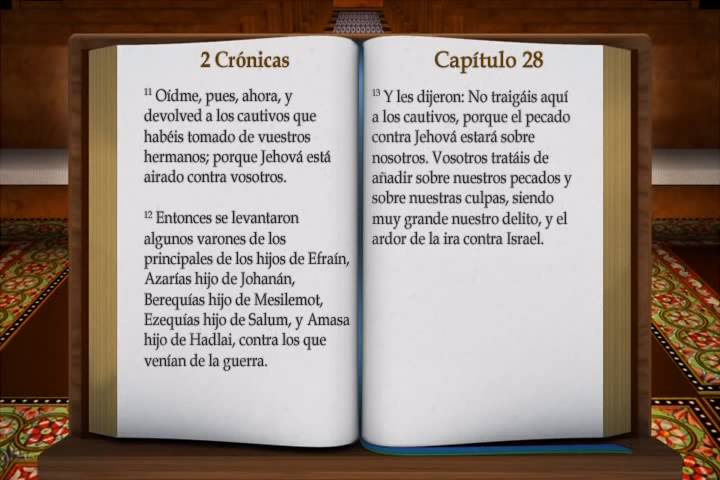 2 Crónicas
11 Oídme, pues, ahora, y
devolved a los cautivos que
habéis tomado de vuestros
hermanos; porque Jehová está
airado contra vosotros.
12 Entonces se levantaron
algunos varones de los
principales de los hijos de Efraín,
Azarías hijo de Johanán,
Berequías hijo de Mesilemot,
Ezequías hijo de Salum, y Amasa
hijo de Hadlai, contra los que
venían de la guerra.
Capítulo 28
13 Y les dijeron: No traigáis aquí
a los cautivos, porque el pecado
contra Jehová estará sobre
nosotros. Vosotros tratáis de
añadir sobre nuestros pecados y
sobre nuestras culpas, siendo
muy grande nuestro delito, y el
ardor de la ira contra Israel.